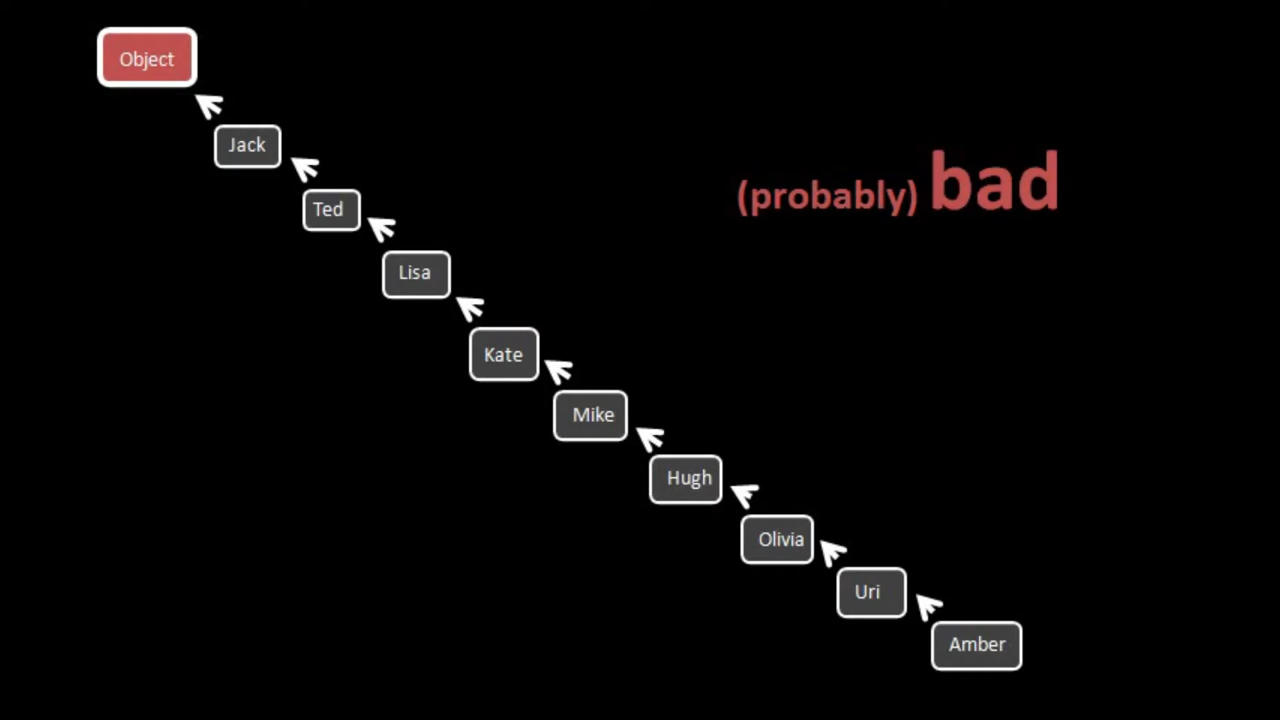 Object
Jack
(probably) bad
Ted
Lisa
Kate
Mike
Hugh
Olivia
Uri
Amber